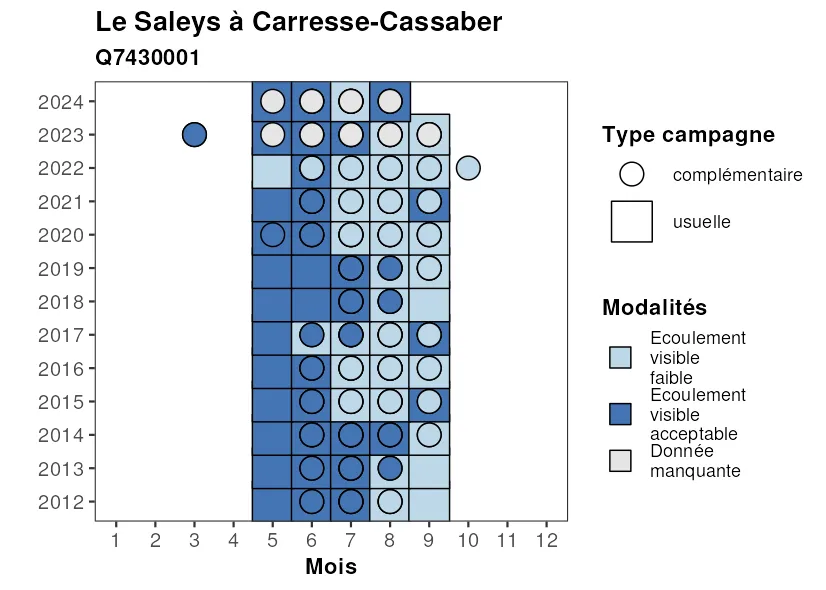 Le Saleys à Carresse-Cassaber
Q7430001
2024
2023
2022
2021
2020
2019
2018
2017
2016
2015
2014
2013
2012
1 2 3 4 5 6 7 8 9 10 11 12
Mois
Type campagne
complémentaire
usuelle
Modalités
Ecoulement
visible
faible
Ecoulement
visible
acceptable
Donnée
manquante